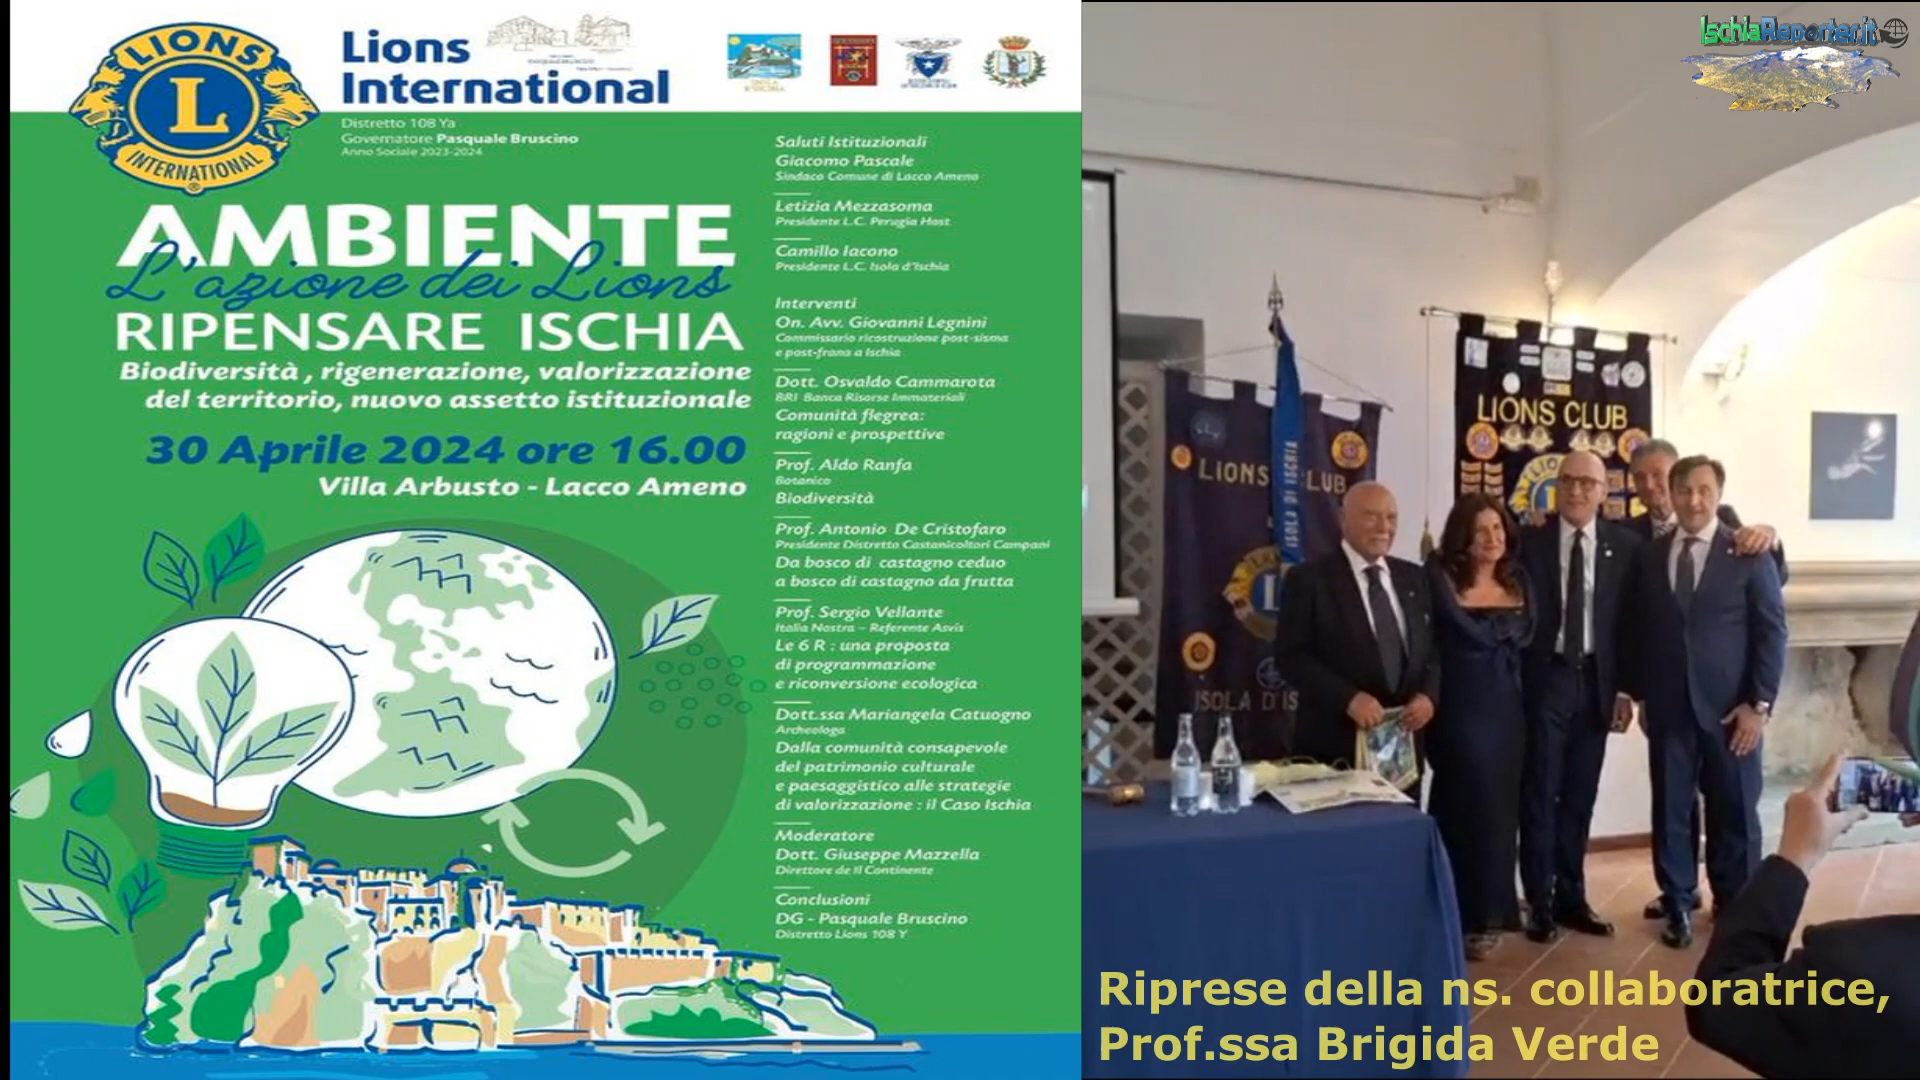 LIONS
L
INTERNATIONAL
®
Lions
International
Distretto 108 Ya
Governatore Pasquale Bruscino
Anno Sociale 2023-2024
AMBIENTE
L'azione dei Lions
RIPENSARE ISCHIA
Biodiversità , rigenerazione, valorizzazione
del territorio, nuovo assetto istituzionale
30 Aprile 2024 ore 16.00
Villa Arbusto - Lacco Ameno
Saluti Istituzionali
Giacomo Pascale
Sindaco Comune di Lacco Ameno
Letizia Mezzasoma
Presidente L.C. Perugia Host
Camillo Iacono
Presidente L.C. Isola d'Ischia
Interventi
On. Avv. Giovanni Legnini
Commissario ricostruzione post-sisma
e post-frana a Ischia
Dott. Osvaldo Cammarota
BRI Banca Risorse Immateriali
Comunità flegrea:
ragioni e prospettive
Prof. Aldo Ranfa
Botanico
Biodiversità
Prof. Antonio De Cristofaro
Presidente Distretto Castanicoltori Campani
Da bosco di castagno ceduo
a bosco di castagno da frutta
Prof. Sergio Vellante
Italia Nostra – Referente Asvis
Le 6 R : una proposta
di programmazione
e riconversione ecologica
Dott.ssa Mariangela Catuogno
Archeologa
Dalla comunità consapevole
del patrimonio culturale
e paesaggistico alle strategie
di valorizzazione : il Caso Ischia
Moderatore
Dott. Giuseppe Mazzella
Direttore de Il Continente
Conclusioni
DG - Pasquale Bruscino
Distretto Lions 108 Y
IschiaReporter.it
LIONS CLUB
LIONS CLUB
ISOLA DI ISCHIA
ISOLA D'IS
Riprese della ns. collaboratrice,
Prof.ssa Brigida Verde